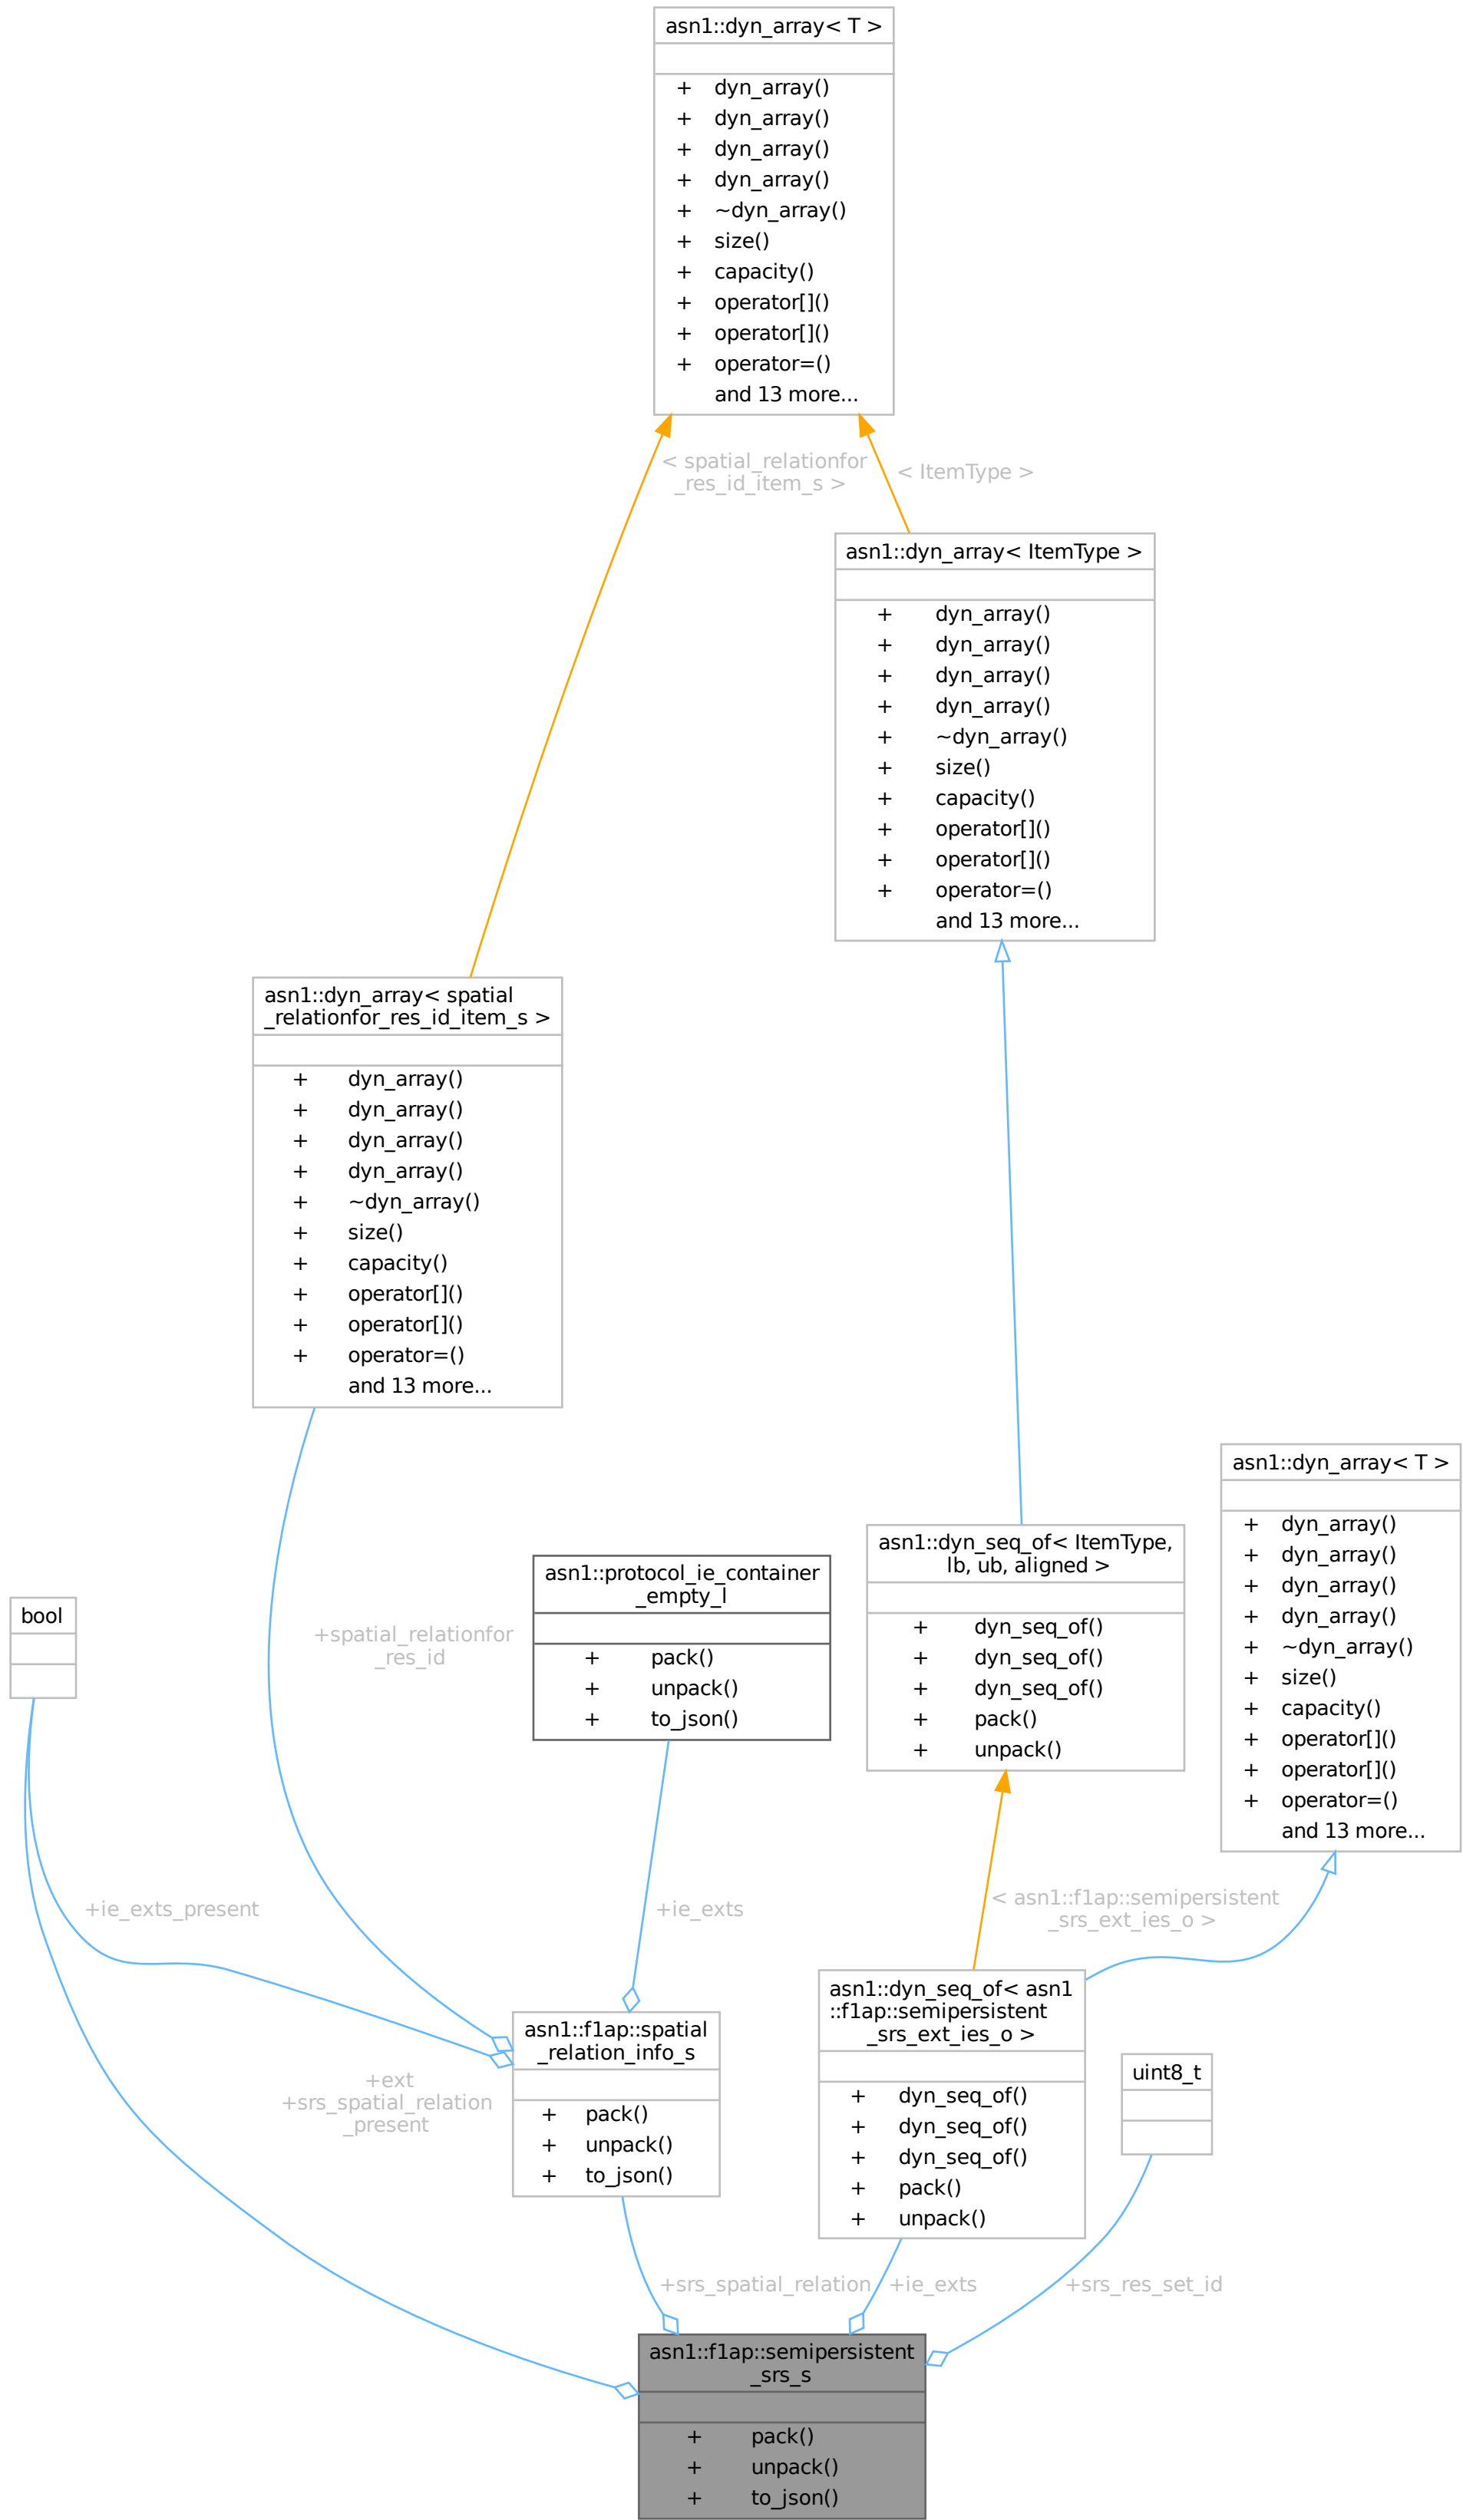 asn1::dyn_array< T >
+ dyn_array()
+ dyn_array()
+ dyn_array()
+ dyn_array()
+ ~dyn_array()
+ size()
+ capacity()
+ operator[]()
+ operator[]()
+ operator=()
and 13 more...
< spatial_relationfor
_res_id_item_s >
< ItemType >
asn1::dyn_array< ItemType >
+ dyn_array()
+ dyn_array()
+ dyn_array()
+ dyn_array()
+ ~dyn_array()
+ size()
+ capacity()
+ operator[]()
+ operator[]()
+ operator=()
and 13 more...
asn1::dyn_array< spatial
_relationfor_res_id_item_s >
+ dyn_array()
+ dyn_array()
+ dyn_array()
+ dyn_array()
+ ~dyn_array()
+ size()
+ capacity()
+ operator[]()
+ operator[]()
+ operator=()
and 13 more...
asn1::dyn_array< T >
+ dyn_array()
+ dyn_array()
+ dyn_array()
+ dyn_array()
+ ~dyn_array()
+ size()
+ capacity()
+ operator[]()
+ operator[]()
+ operator=()
and 13 more...
asn1::dyn_seq_of< ItemType,
lb, ub, aligned >
+ dyn_seq_of()
+ dyn_seq_of()
+ dyn_seq_of()
+ pack()
+ unpack()
asn1::protocol_ie_container
_empty_l
+ pack()
+ unpack()
+ to_json()
bool
+spatial_relationfor
_res_id
+ie_exts_present
+ie_exts
< asn1::f1ap::semipersistent
_srs_ext_ies_o >
asn1::f1ap::spatial
_relation_info_s
+ pack()
+ unpack()
+ to_json()
asn1::dyn_seq_of< asn1
::f1ap::semipersistent
_srs_ext_ies_o >
+ dyn_seq_of()
+ dyn_seq_of()
+ dyn_seq_of()
+ pack()
+ unpack()
uint8_t
+ext
+srs_spatial_relation
_present
+srs_spatial_relation
+ie_exts
+srs_res_set_id
asn1::f1ap::semipersistent
_srs_s
+ pack()
+ unpack()
+ to_json()